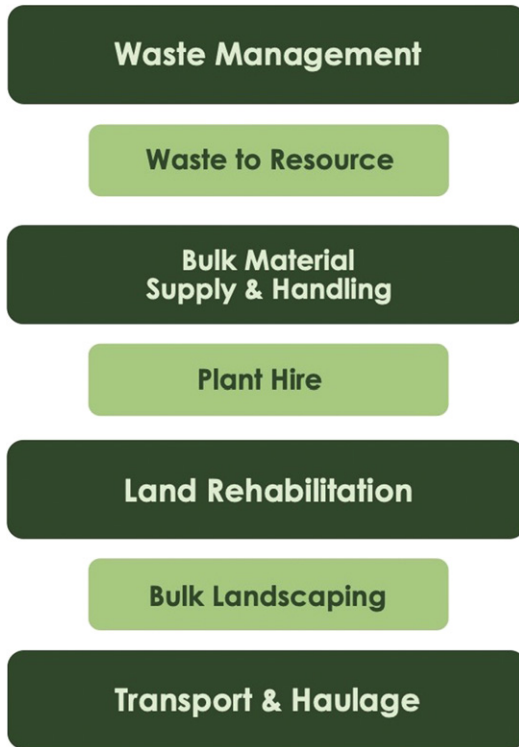 Waste Management
Waste to Resource
Bulk Material
Supply & Handling
Plant Hire
Land Rehabilitation
Bulk Landscaping
Transport & Haulage